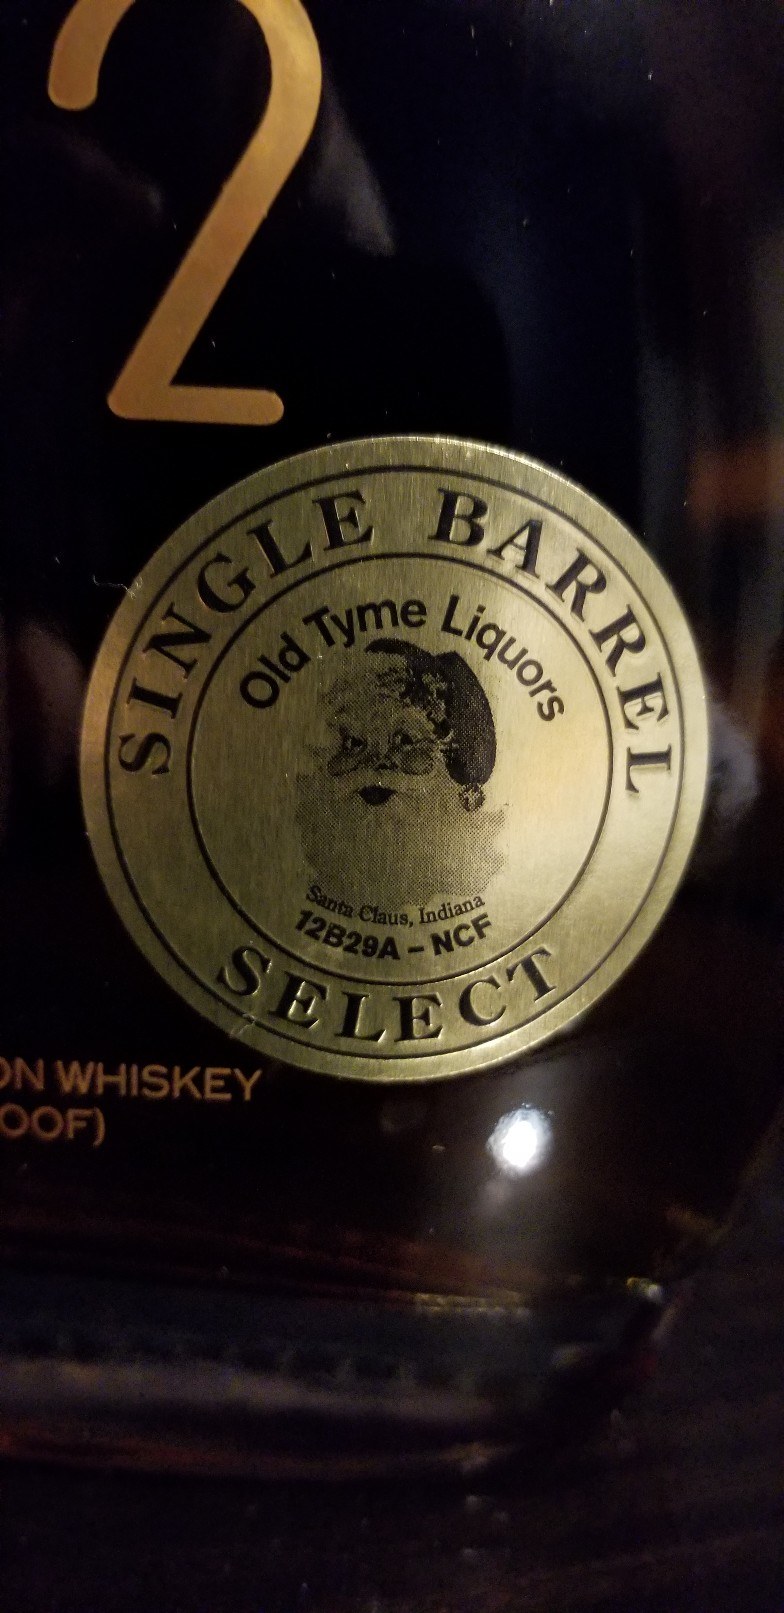 2
SINGLE BARREL
Old Tyme Liquors
Santa Claus, Indiana
12B29A – NCF
SELECT
ON WHISKEY
OOF)